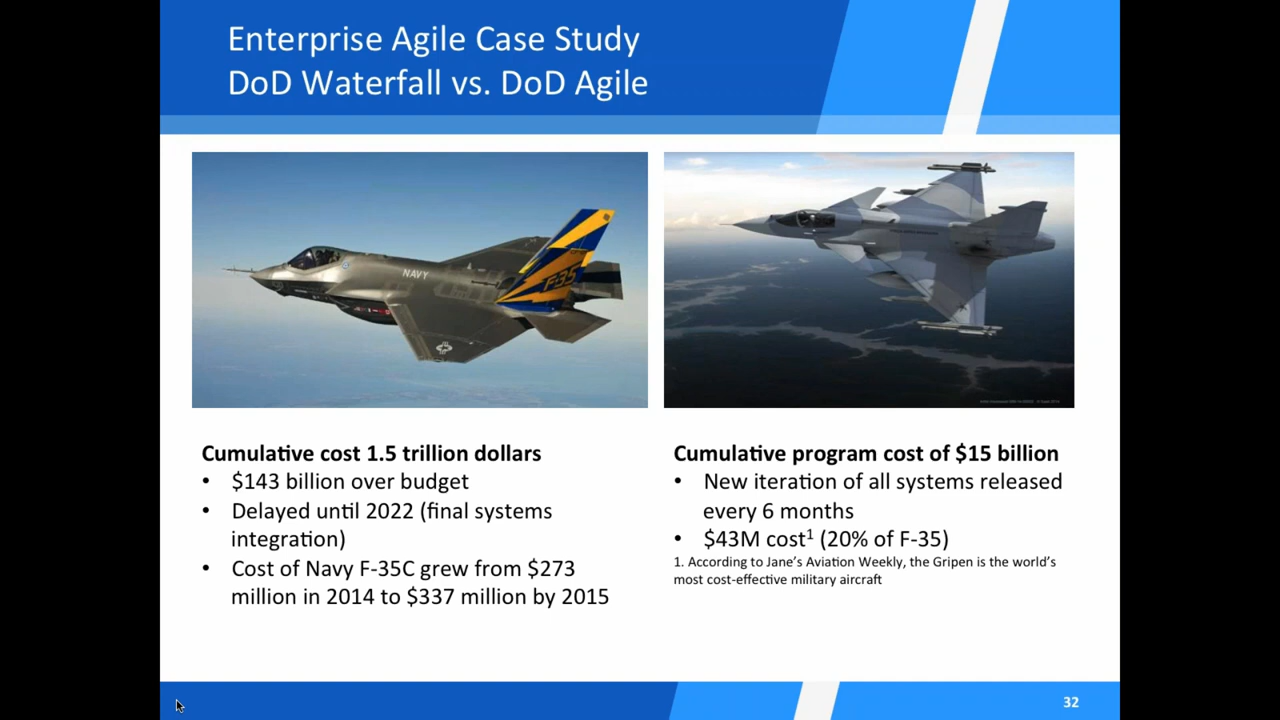 Enterprise Agile Case Study
DoD Waterfall vs. DoD Agile
NAVY
F-35
Cumulative cost 1.5 trillion dollars
• $143 billion over budget
• Delayed until 2022 (final systems
integration)
• Cost of Navy F-35C grew from $273
million in 2014 to $337 million by 2015
Cumulative program cost of $15 billion
• New iteration of all systems released
every 6 months
• $43M cost¹ (20% of F-35)
1. According to Jane's Aviation Weekly, the Gripen is the world's
most cost-effective military aircraft
32